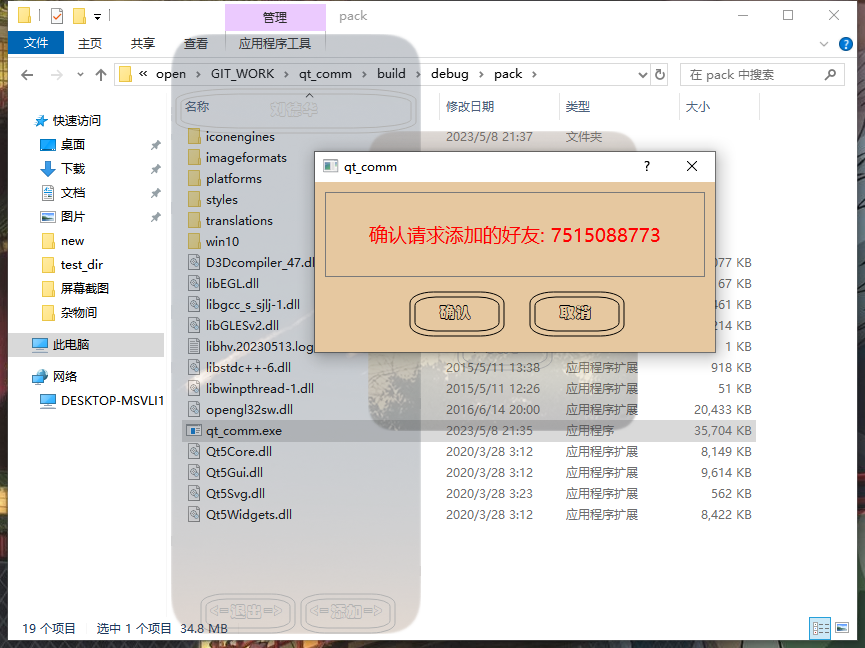 管理
pack
文件
主页
共享
查看
应用程序工具
« open › GIT_WORK › qt_comm › build › debug › pack ›
在 pack 中搜索
快速访问
桌面
下载
文档
图片
new
test_dir
屏幕截图
杂物间
此电脑
网络
DESKTOP-MSVLI1
名称 修改日期 类型 大小
刘德华
iconengines 2023/5/8 21:37 文件夹
imageformats
platforms
styles
translations
win10
D3Dcompiler_47.dl 077 KB
libEGL.dll 67 KB
libgcc_s_sjlj-1.dll 461 KB
libGLESv2.dll 214 KB
libhv.20230513.log 1 KB
libstdc++-6.dll 2015/5/11 13:38 应用程序扩展 918 KB
libwinpthread-1.dll 2015/5/11 12:26 应用程序扩展 51 KB
opengl32sw.dll 2016/6/14 20:00 应用程序扩展 20,433 KB
qt_comm.exe 2023/5/8 21:35 应用程序 35,704 KB
Qt5Core.dll 2020/3/28 3:12 应用程序扩展 8,149 KB
Qt5Gui.dll 2020/3/28 3:12 应用程序扩展 9,614 KB
Qt5Svg.dll 2020/3/28 3:23 应用程序扩展 562 KB
Qt5Widgets.dll 2020/3/28 3:12 应用程序扩展 8,422 KB
qt_comm
?
确认请求添加的好友: 7515088773
确认
取消
<=退出=>
<=添加=>
19 个项目 选中 1 个项目 34.8 MB